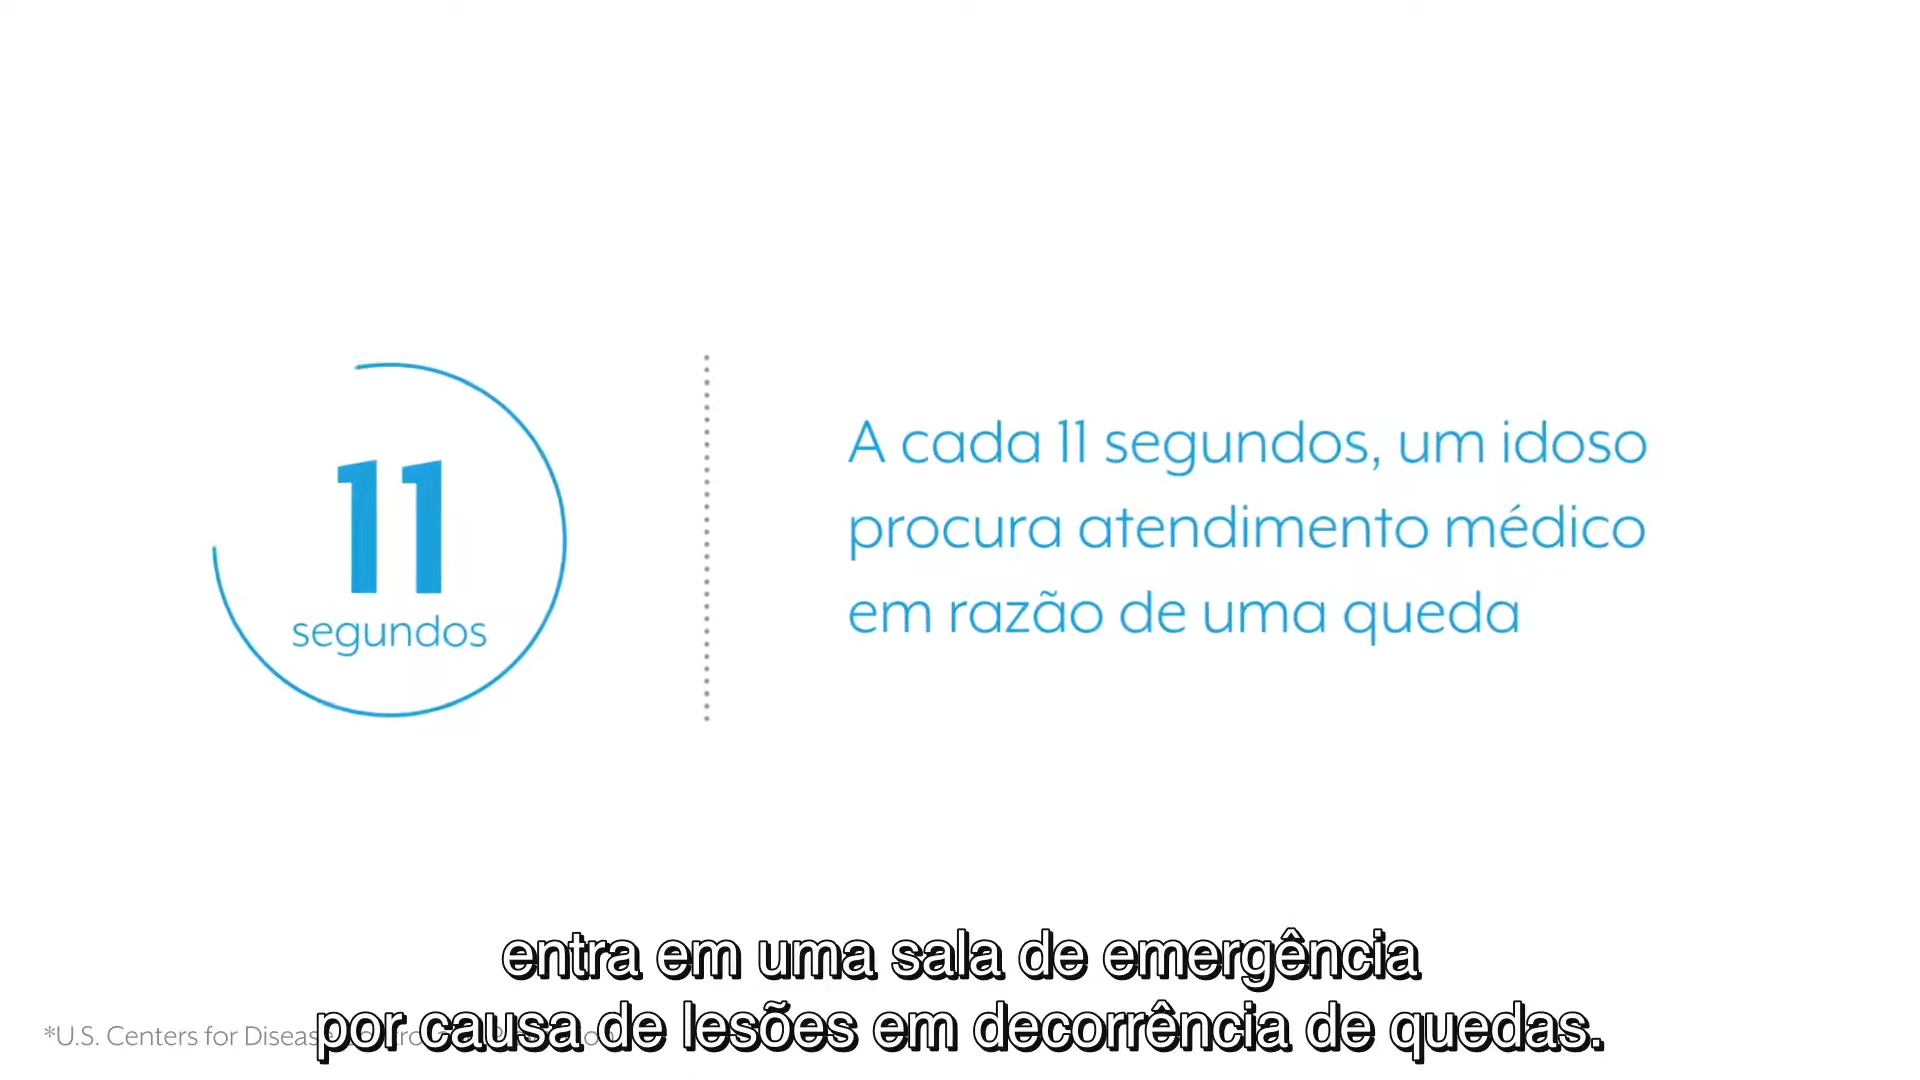 11
segundos
A cada 11 segundos, um idoso
procura atendimento médico
em razão de uma queda
entra em uma sala de emergência
por causa de lesões em decorrência de quedas.
*U.S. Centers for Disease